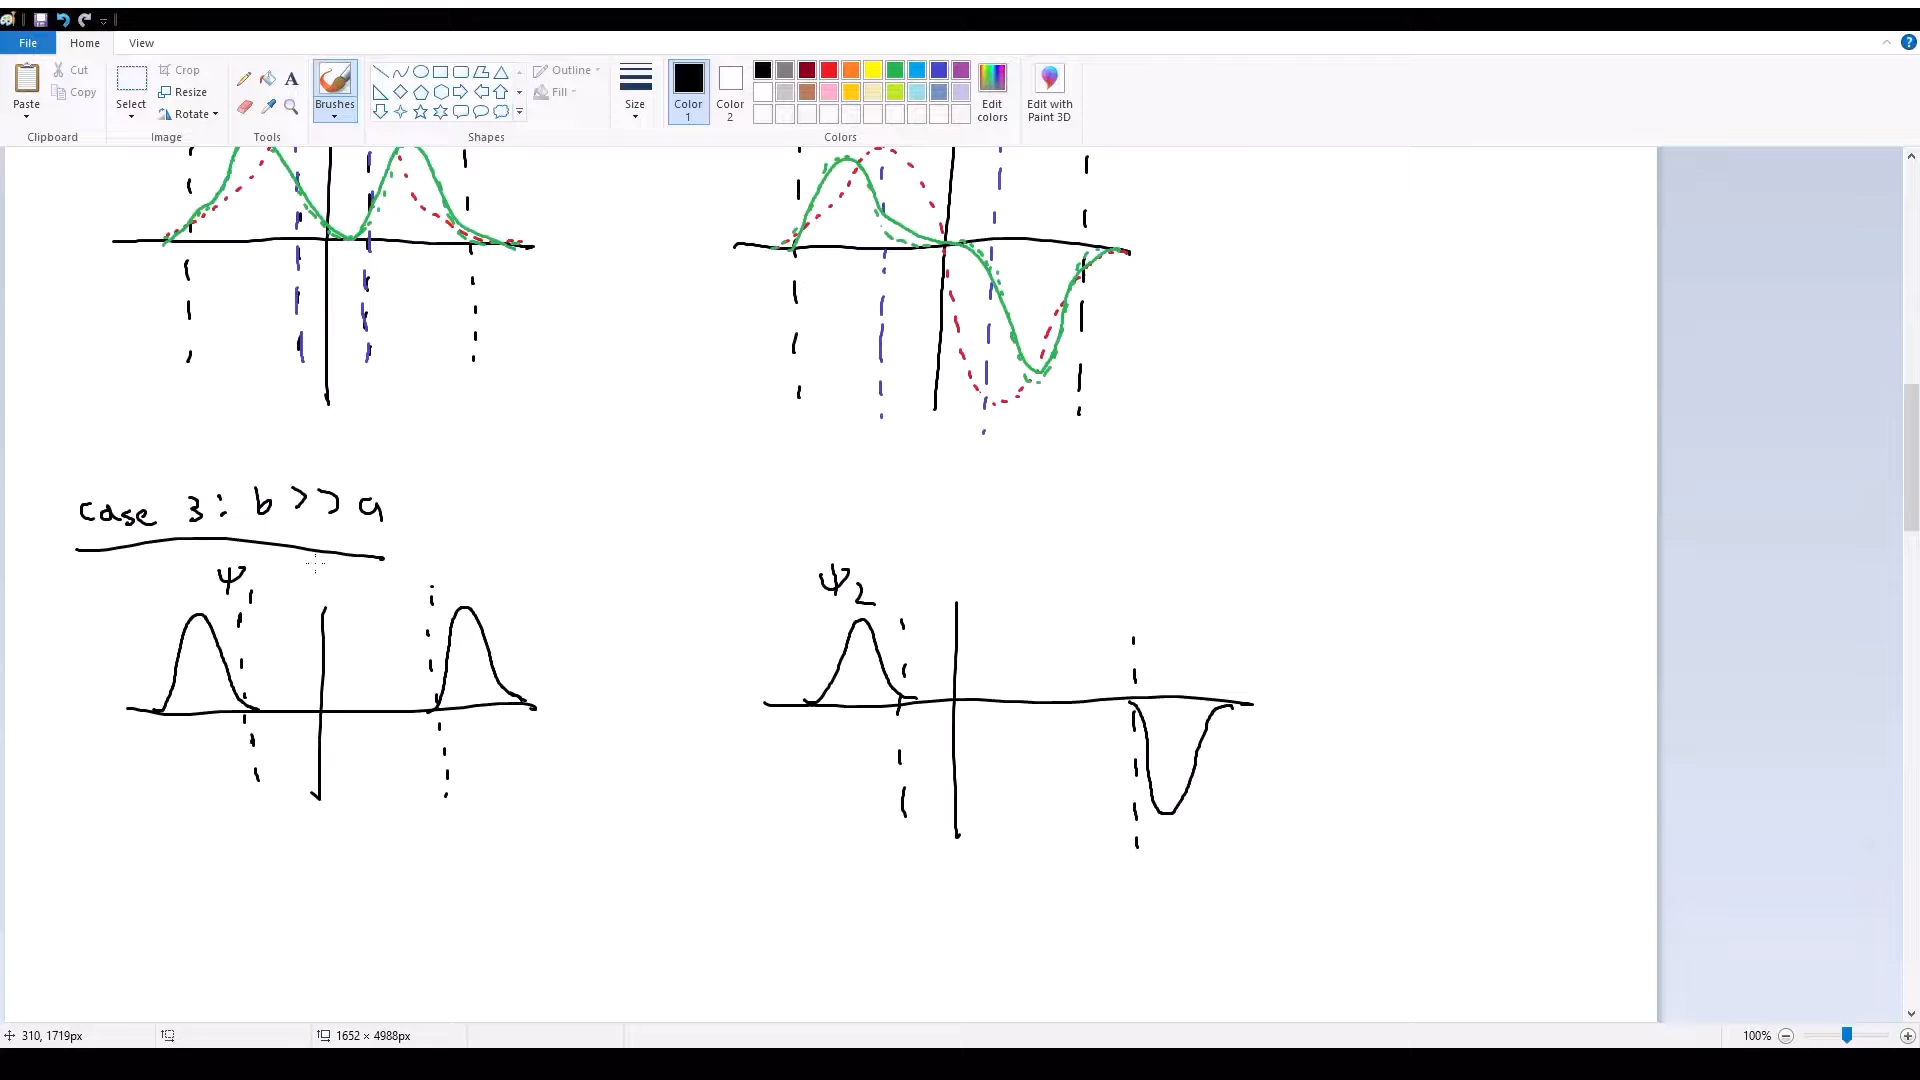 File Home View
Paste Cut Copy Clipboard
Select Crop Resize Rotate Image
A Tools
Brushes
Outline Fill Shapes
Size
Color 1 Color 2
Edit colors Colors
Edit with Paint 3D
case 3: b >> a
ψ1
ψ2
310, 1719px
1652 × 4988px
100%